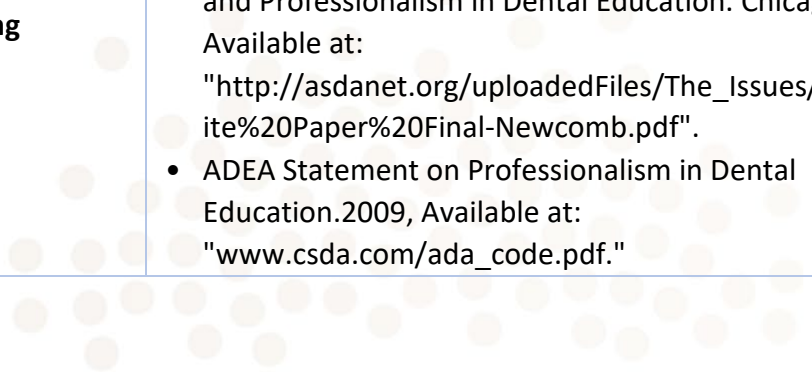 and Professionalism in Dental Education. Chica
ng
Available at:
"http://asdanet.org/uploadedFiles/The_Issues/
ite%20Paper%20Final-Newcomb.pdf".
• ADEA Statement on Professionalism in Dental
Education.2009, Available at:
"www.csda.com/ada_code.pdf."